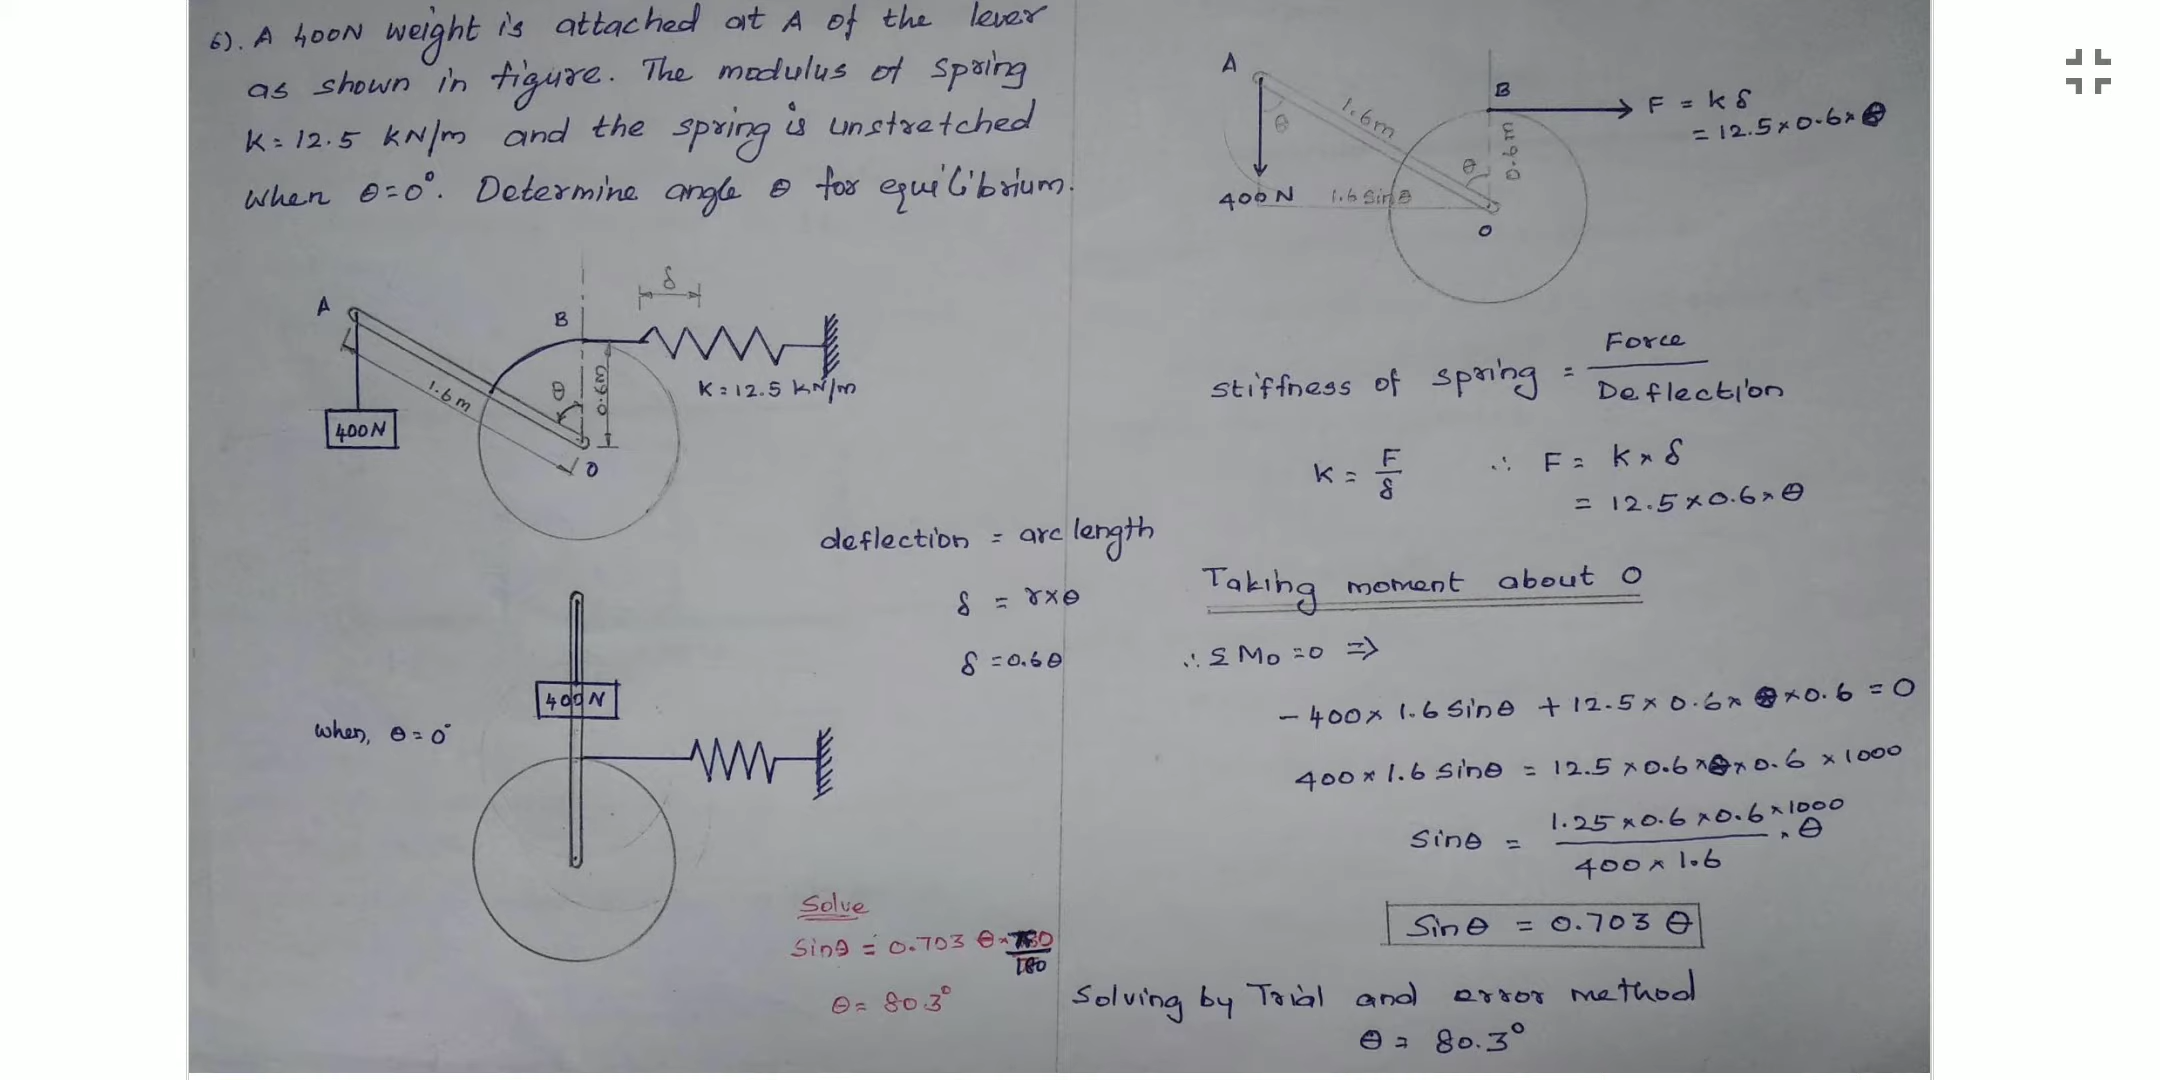 6). A 400N weight is attached at A of the lever
as shown in figure. The modulus of spring
K = 12.5 kN/m and the spring is unstretched
when θ=0°. Determine angle θ for equilibrium.
A
B
δ
1.6m
θ
0.6m
K = 12.5 kN/m
400N
O
deflection = arc length
δ = r×θ
δ = 0.6θ
400N
when, θ = 0°
Solve
Sinθ = 0.703 θ×
180
θ = 80.3°
A
B
F = kδ
= 12.5×0.6×θ
1.6m
θ
θ
0.6m
400N
1.6 Sinθ
O
stiffness of spring = Force / Deflection
K = F / δ ∴ F = K × δ
= 12.5×0.6×θ
Taking moment about O
∴ Σ Mo = 0 ⇒
- 400× 1.6 Sinθ + 12.5× 0.6× θ ×0.6 = 0
400 × 1.6 Sinθ = 12.5 ×0.6 ×θ× 0.6 × 1000
Sinθ = 1.25 ×0.6 ×0.6 ×1000 / 400 × 1.6 × θ
Sinθ = 0.703 θ
Solving by Trial and error method
θ = 80.3°